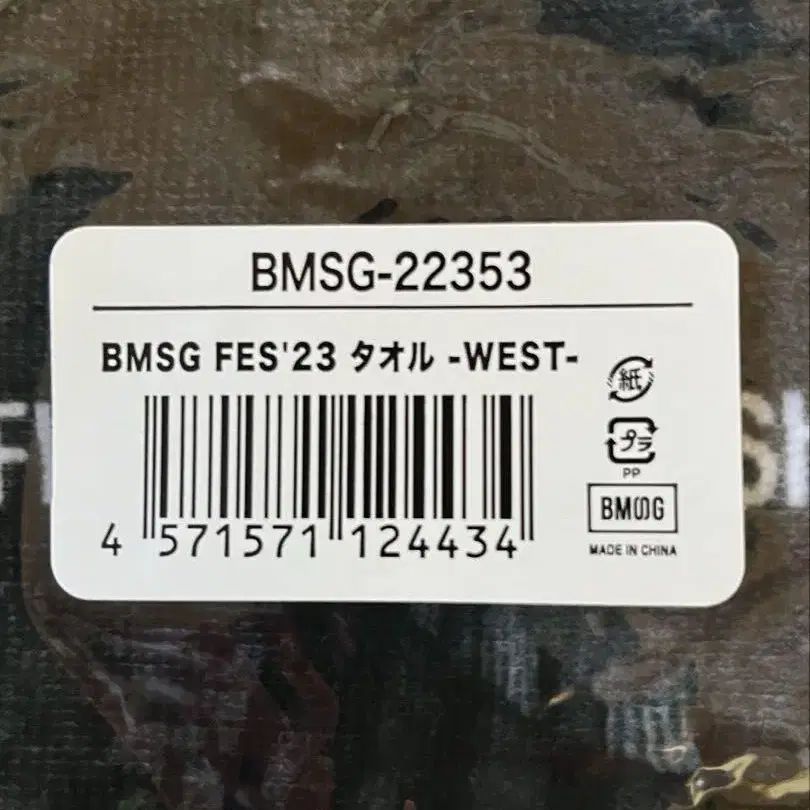 BMSG-22353
BMSG FES'23 タオル -WEST-
紙
プラ
PP
BMSG
MADE IN CHINA
4 571571 124434